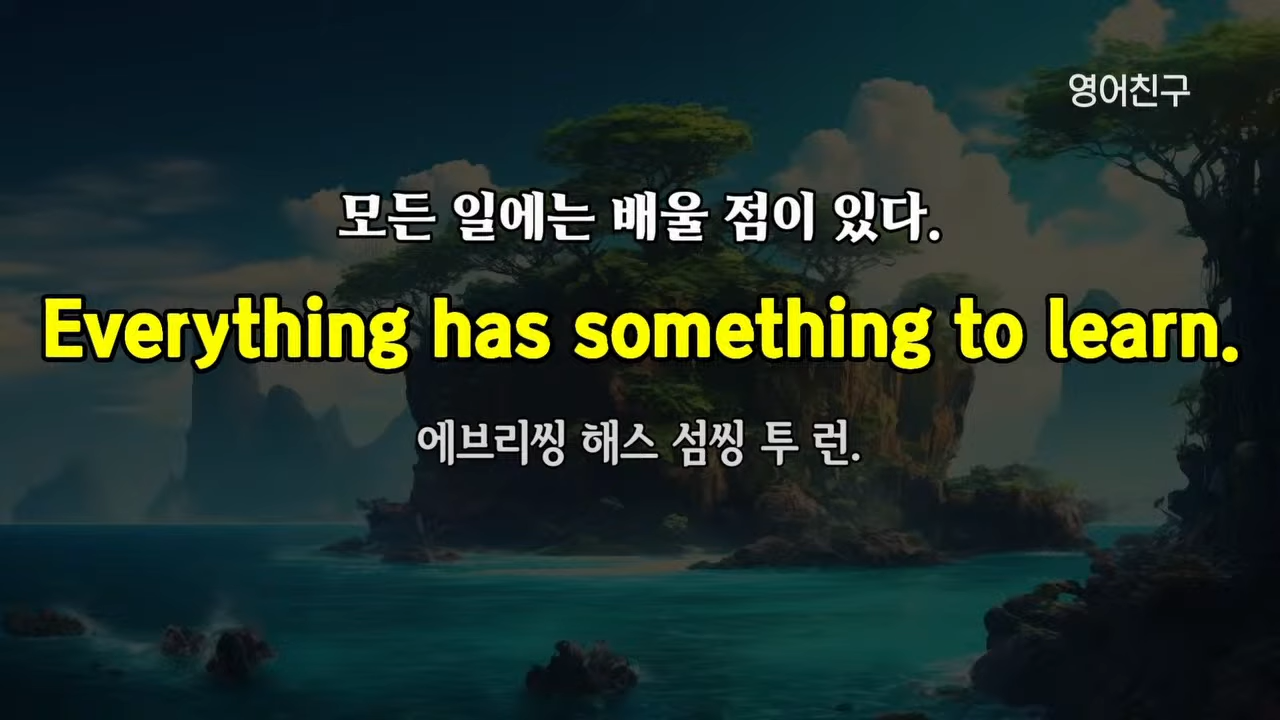 영어친구
모든 일에는 배울 점이 있다.
Everything has something to learn.
에브리씽 해스 섬씽 투 런.